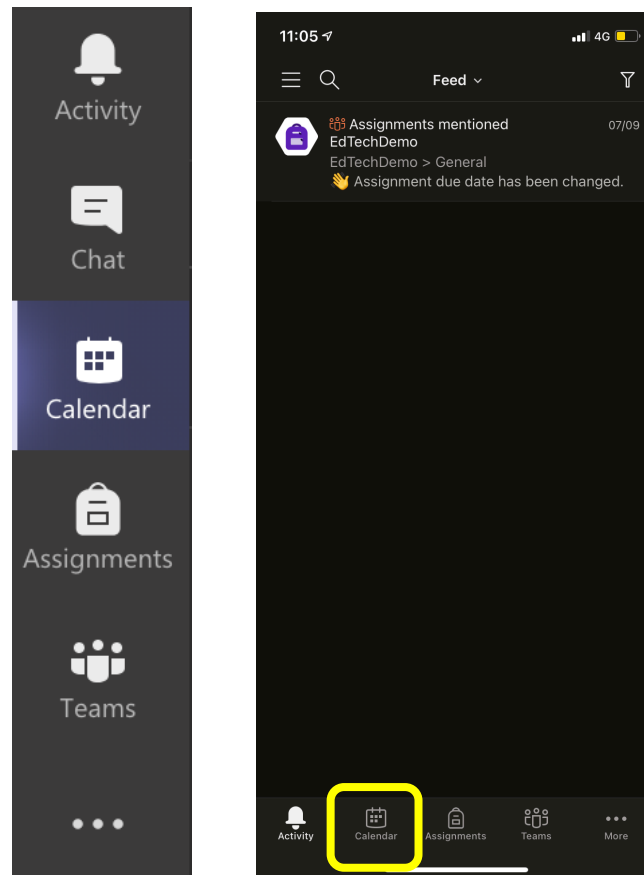 Activity
Chat
Calendar
Assignments
Teams
11:05
4G
Feed
Assignments mentioned
07/09
EdTechDemo
EdTechDemo > General
👋 Assignment due date has been changed.
Activity
Calendar
Assignments
Teams
More